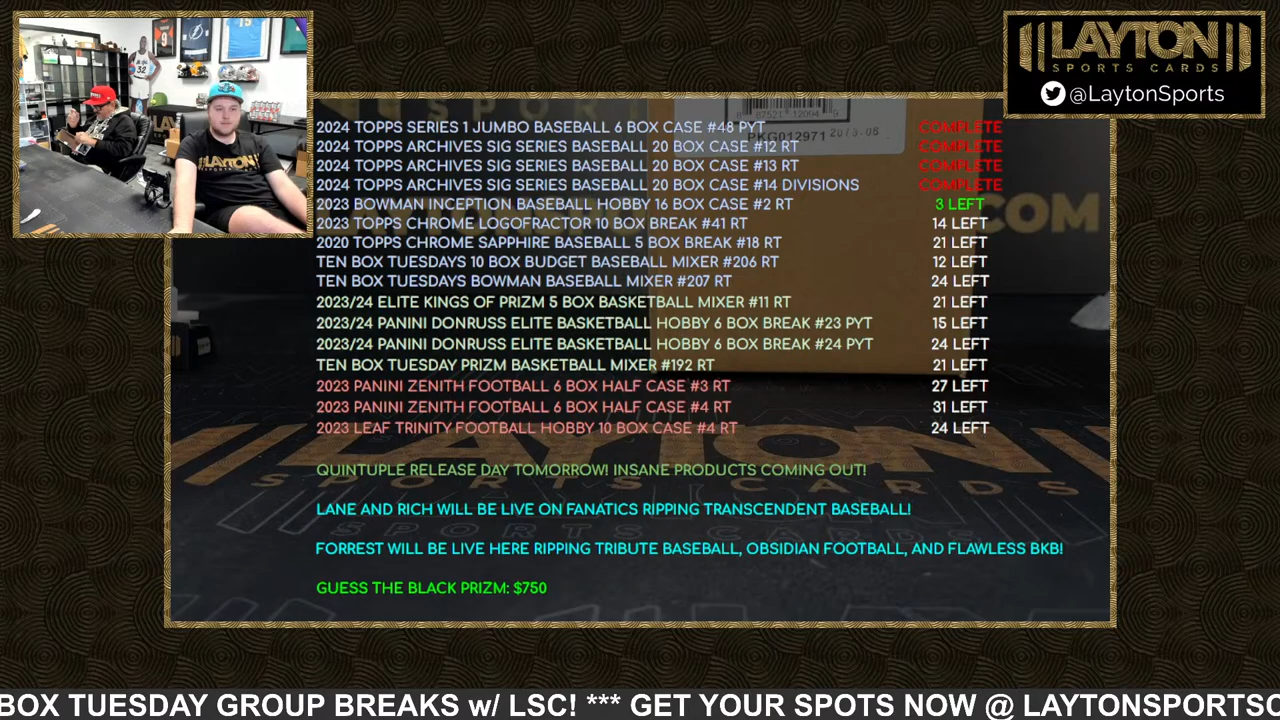 LAYTON
SPORTS CARDS
@LaytonSports
PKG012971
2024 TOPPS SERIES 1 JUMBO BASEBALL 6 BOX CASE #48 PYT COMPLETE
2024 TOPPS ARCHIVES SIG SERIES BASEBALL 20 BOX CASE #12 RT COMPLETE
2024 TOPPS ARCHIVES SIG SERIES BASEBALL 20 BOX CASE #13 RT COMPLETE
2024 TOPPS ARCHIVES SIG SERIES BASEBALL 20 BOX CASE #14 DIVISIONS COMPLETE
2023 BOWMAN INCEPTION BASEBALL HOBBY 16 BOX CASE #2 RT 3 LEFT
2023 TOPPS CHROME LOGOFRACTOR 10 BOX BREAK #41 RT 14 LEFT
2020 TOPPS CHROME SAPPHIRE BASEBALL 5 BOX BREAK #18 RT 21 LEFT
TEN BOX TUESDAYS 10 BOX BUDGET BASEBALL MIXER #206 RT 12 LEFT
TEN BOX TUESDAYS BOWMAN BASEBALL MIXER #207 RT 24 LEFT
2023/24 ELITE KINGS OF PRIZM 5 BOX BASKETBALL MIXER #11 RT 21 LEFT
2023/24 PANINI DONRUSS ELITE BASKETBALL HOBBY 6 BOX BREAK #23 PYT 15 LEFT
2023/24 PANINI DONRUSS ELITE BASKETBALL HOBBY 6 BOX BREAK #24 PYT 24 LEFT
TEN BOX TUESDAY PRIZM BASKETBALL MIXER #192 RT 21 LEFT
2023 PANINI ZENITH FOOTBALL 6 BOX HALF CASE #3 RT 27 LEFT
2023 PANINI ZENITH FOOTBALL 6 BOX HALF CASE #4 RT 31 LEFT
2023 LEAF TRINITY FOOTBALL HOBBY 10 BOX CASE #4 RT 24 LEFT
QUINTUPLE RELEASE DAY TOMORROW! INSANE PRODUCTS COMING OUT!
LANE AND RICH WILL BE LIVE ON FANATICS RIPPING TRANSCENDENT BASEBALL!
FORREST WILL BE LIVE HERE RIPPING TRIBUTE BASEBALL, OBSIDIAN FOOTBALL, AND FLAWLESS BKB!
GUESS THE BLACK PRIZM: $750
LAYTON
SPORTS CARDS
BOX TUESDAY GROUP BREAKS w/ LSC! *** GET YOUR SPOTS NOW @ LAYTONSPORTSC